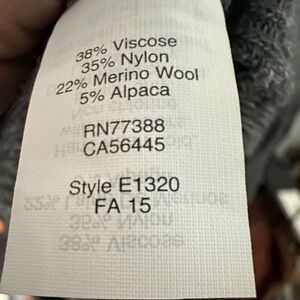 38% Viscose
35% Nylon
22% Merino Wool
5% Alpaca
RN77388
CA56445
Style E1320
FA 15